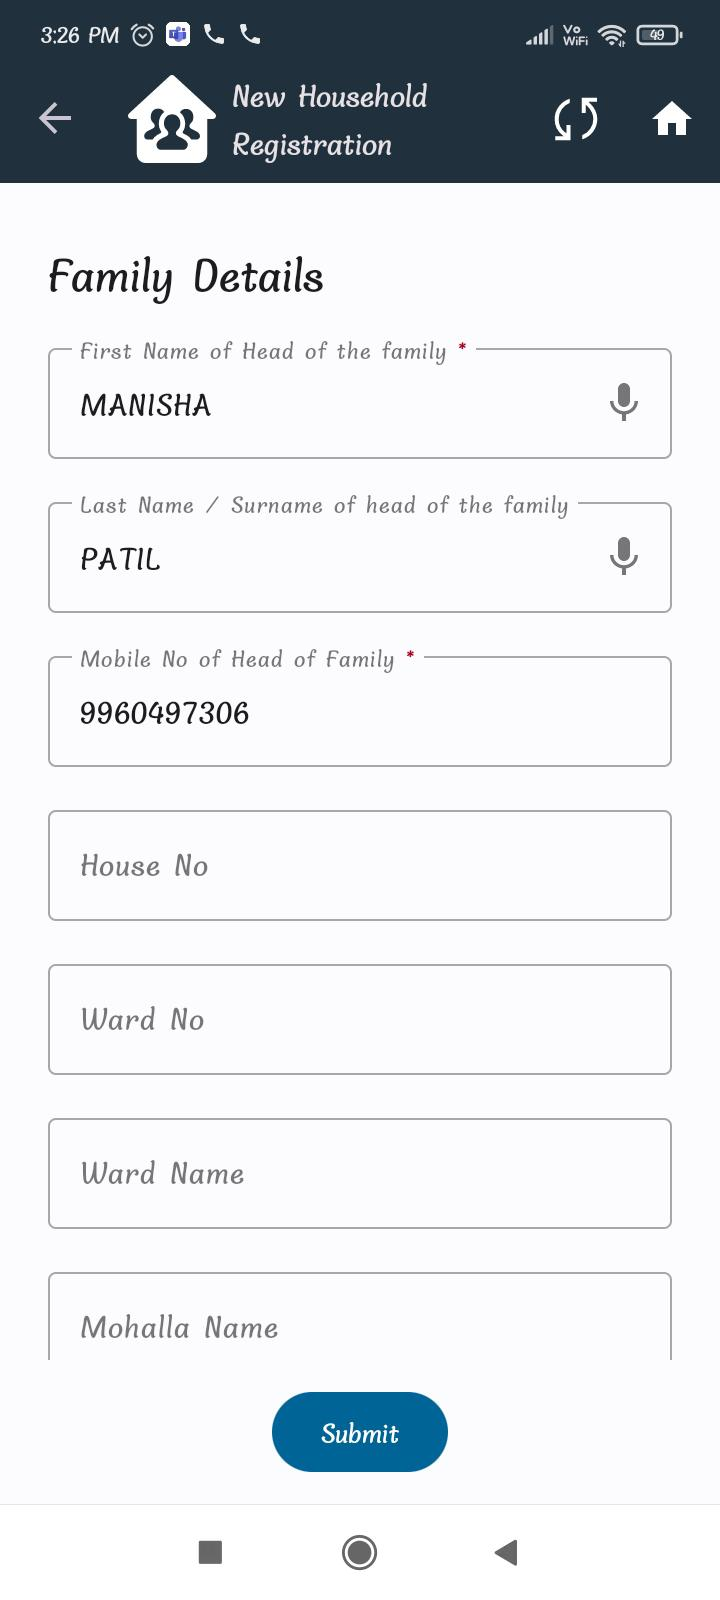 3:26 PM
Vo
WiFi
49
New Household
Registration
Family Details
First Name of Head of the family *
MANISHA
Last Name / Surname of head of the family
PATIL
Mobile No of Head of Family *
9960497306
House No
Ward No
Ward Name
Mohalla Name
Submit